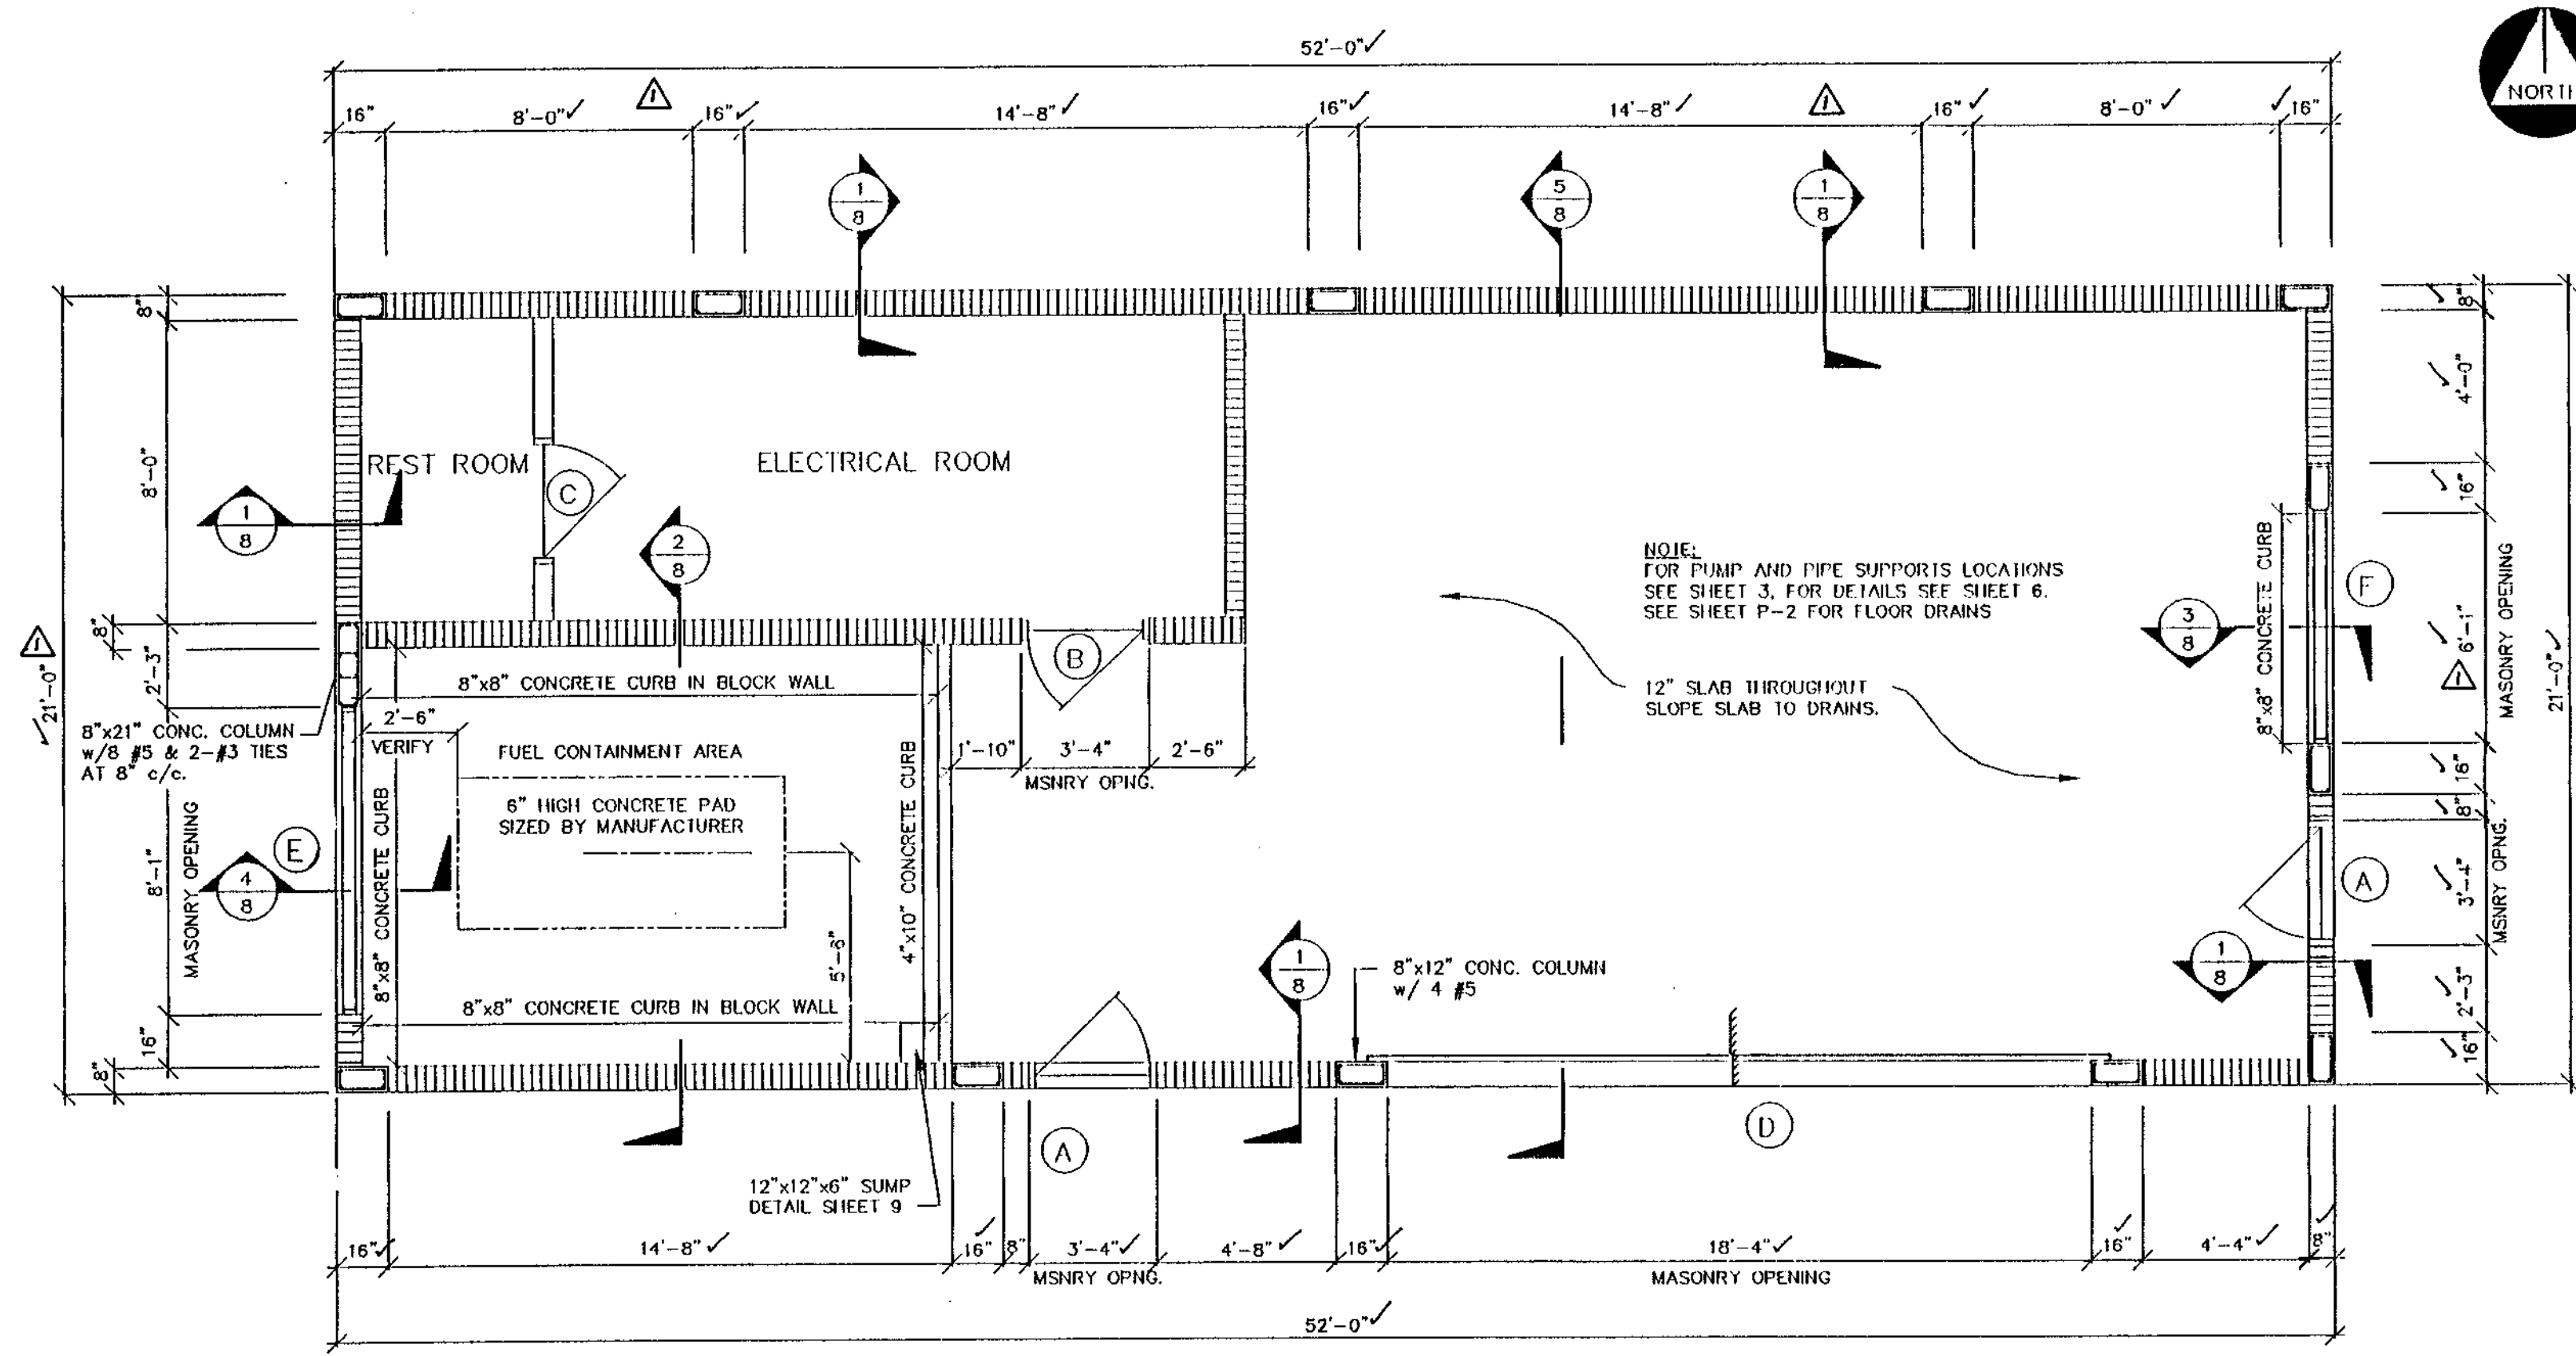 52'-0"
NORTH
16"
8'-0"
16"
14'-8"
16"
14'-8"
16"
8'-0"
16"
1
1
1
8
5
8
1
8
8"
8'-0"
8"
2'-3"
8'-1"
16"
8"
21'-0"
1
MASONRY OPENING
REST ROOM
ELECTRICAL ROOM
C
1
8
2
8
B
8"x8" CONCRETE CURB IN BLOCK WALL
8"x21" CONC. COLUMN
w/8 #5 & 2-#3 TIES
AT 8" c/c.
2'-6"
VERIFY
FUEL CONTAINMENT AREA
6" HIGH CONCRETE PAD
SIZED BY MANUFACTURER
8"x8" CONCRETE CURB
4"x10" CONCRETE CURB
1'-10"
3'-4"
2'-6"
MSNRY OPNG.
E
4
8
5'-6"
8"x8" CONCRETE CURB IN BLOCK WALL
NOTE:
FOR PUMP AND PIPE SUPPORTS LOCATIONS
SEE SHEET 3, FOR DETAILS SEE SHEET 6.
SEE SHEET P-2 FOR FLOOR DRAINS
12" SLAB THROUGHOUT
SLOPE SLAB TO DRAINS.
8"x8" CONCRETE CURB
3
8
F
A
1
8
8"
4'-0"
16"
6'-1"
1
16"
8"
3'-4"
2'-3"
16"
MASONRY OPENING
MSNRY OPNG.
21'-0"
1
8
8"x12" CONC. COLUMN
w/ 4 #5
D
A
12"x12"x6" SUMP
DETAIL SHEET 9
16"
14'-8"
16"
8"
3'-4"
4'-8"
16"
18'-4"
16"
4'-4"
8"
MSNRY OPNG.
MASONRY OPENING
52'-0"